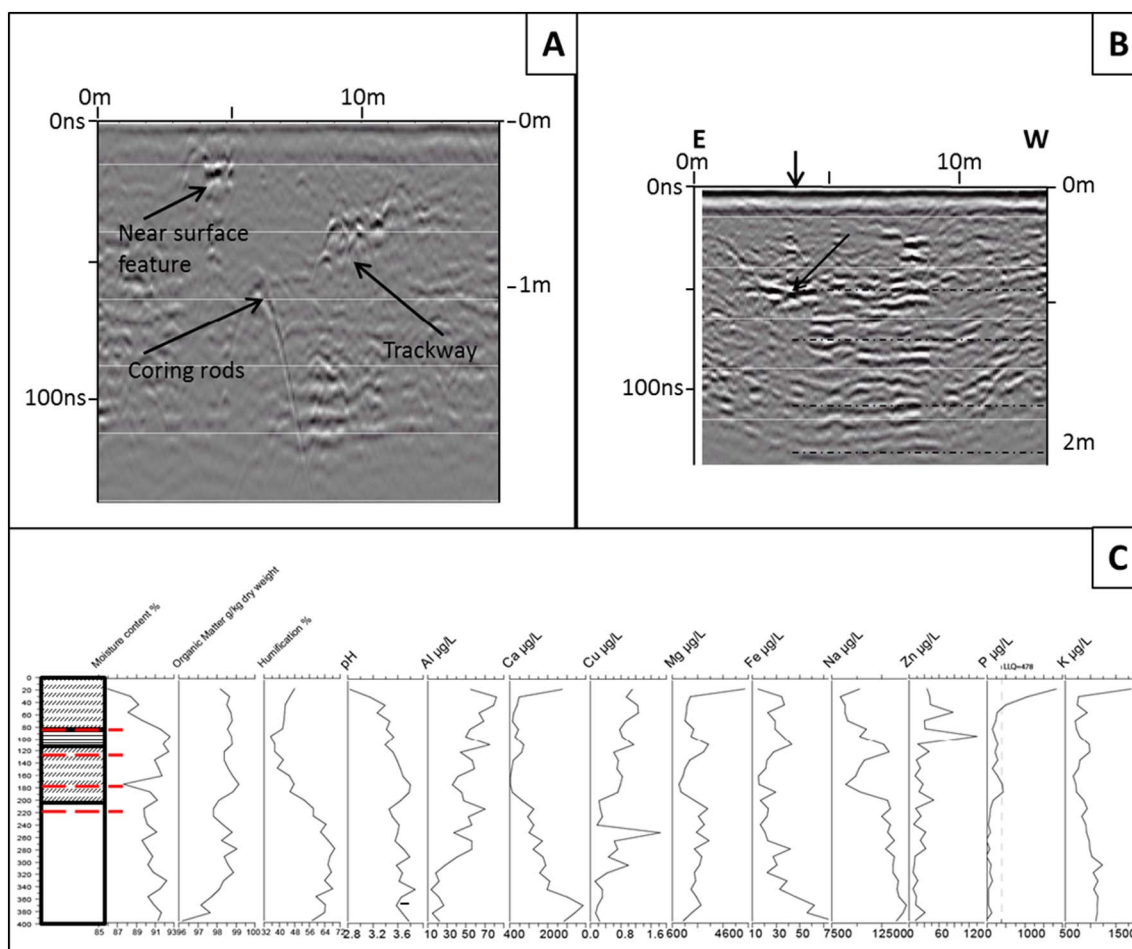 A
0m 10m
0ns -0m
Near surface
feature
-1m
Coring rods
Trackway
100ns
B
E W
0m 10m
0ns 0m
100ns
2m
C
Moisture content %
Organic Matter g/kg dry weight
Humification %
pH
Al µg/L
Ca µg/L
Cu µg/L
Mg µg/L
Fe µg/L
Na µg/L
Zn µg/L
P µg/L
LLQ=478
K µg/L
0
20
40
60
80
100
120
140
160
180
200
220
240
260
280
300
320
340
360
380
400
85 87 89 91 93 96 97 98 99 100 32 40 48 56 64 72 2.8 3.2 3.6 10 30 50 70 400 2000 0.0 0.8 1.6 600 4600 10 30 50 7500 25000 10 60 120 0 1000 500 1500